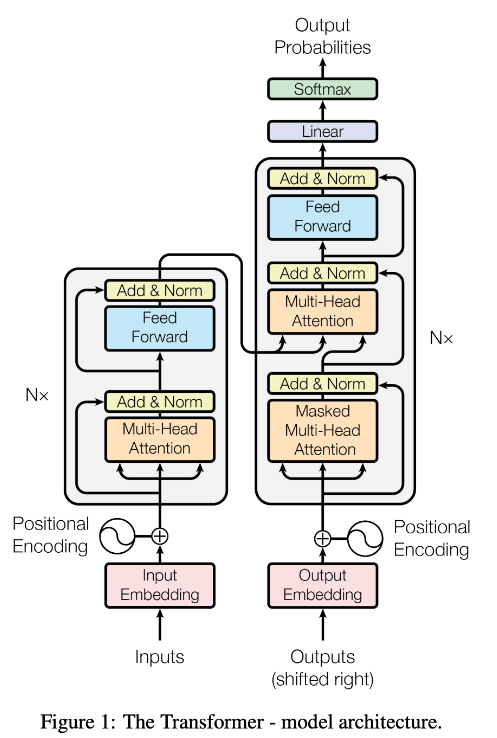 Output
Probabilities
Softmax
Linear
Add & Norm
Feed
Forward
Add & Norm
Multi-Head
Attention
Add & Norm
Masked
Multi-Head
Attention
N×
Add & Norm
Feed
Forward
Add & Norm
Multi-Head
Attention
N×
Positional
Encoding
Positional
Encoding
Input
Embedding
Output
Embedding
Inputs
Outputs
(shifted right)
Figure 1: The Transformer - model architecture.